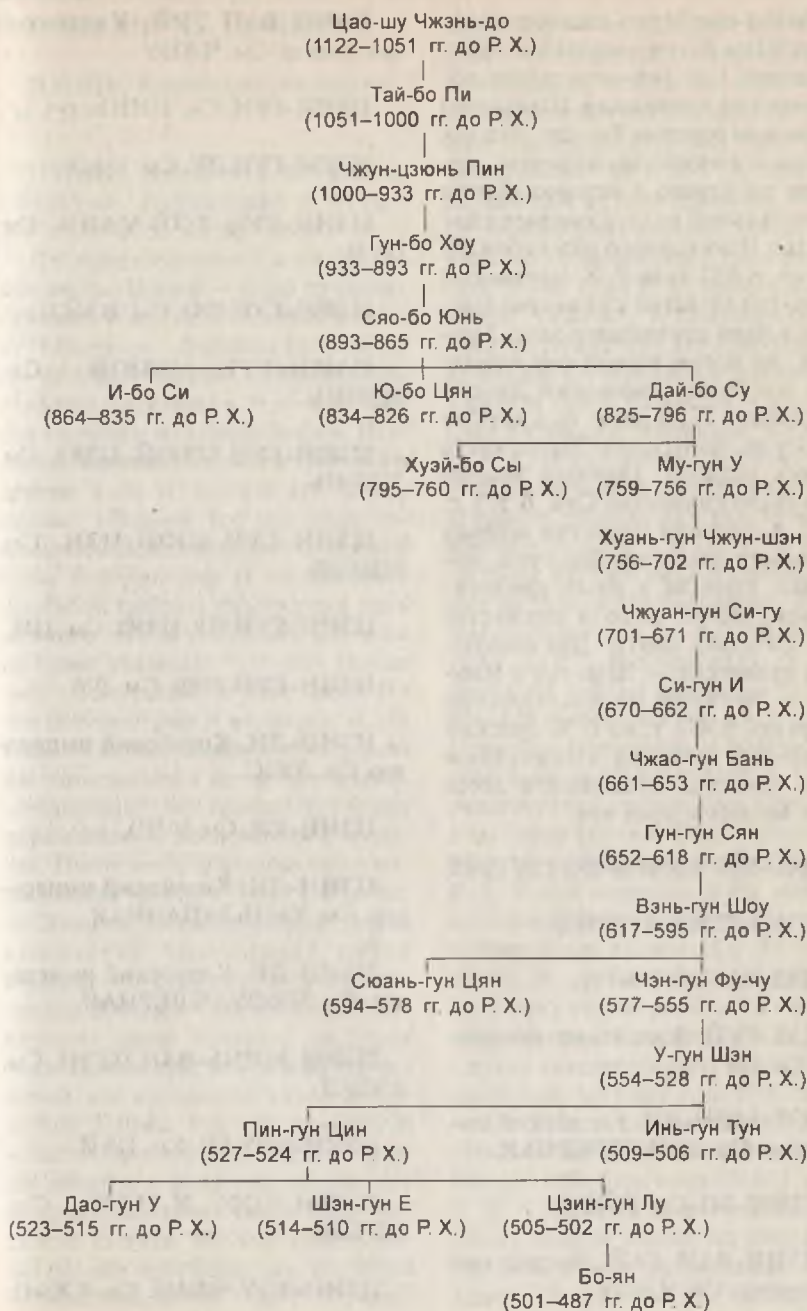 Цао-шу Чжэнь-до
(1122–1051 гг. до Р. Х.)
Тай-бо Пи
(1051–1000 гг. до Р. Х.)
Чжун-цзюнь Пин
(1000–933 гг. до Р. Х.)
Гун-бо Хоу
(933–893 гг. до Р. Х.)
Сяо-бо Юнь
(893–865 гг. до Р. Х.)
И-бо Си Ю-бо Цян Дай-бо Су
(864–835 гг. до Р. Х.) (834–826 гг. до Р. Х.) (825–796 гг. до Р. Х.)
Хуэй-бо Сы Му-гун У
(795–760 гг. до Р. Х.) (759–756 гг. до Р. Х.)
Хуань-гун Чжун-шэн
(756–702 гг. до Р. Х.)
Чжуан-гун Си-гу
(701–671 гг. до Р. Х.)
Си-гун И
(670–662 гг. до Р. Х.)
Чжао-гун Бань
(661–653 гг. до Р. Х.)
Гун-гун Сян
(652–618 гг. до Р. Х.)
Вэнь-гун Шоу
(617–595 гг. до Р. Х.)
Сюань-гун Цян Чэн-гун Фу-чу
(594–578 гг. до Р. Х.) (577–555 гг. до Р. Х.)
У-гун Шэн
(554–528 гг. до Р. Х.)
Пин-гун Цин Инь-гун Тун
(527–524 гг. до Р. Х.) (509–506 гг. до Р. Х.)
Дао-гун У Шэн-гун Е Цзин-гун Лу
(523–515 гг. до Р. Х.) (514–510 гг. до Р. Х.) (505–502 гг. до Р. Х.)
Бо-ян
(501–487 гг. до Р. Х.)